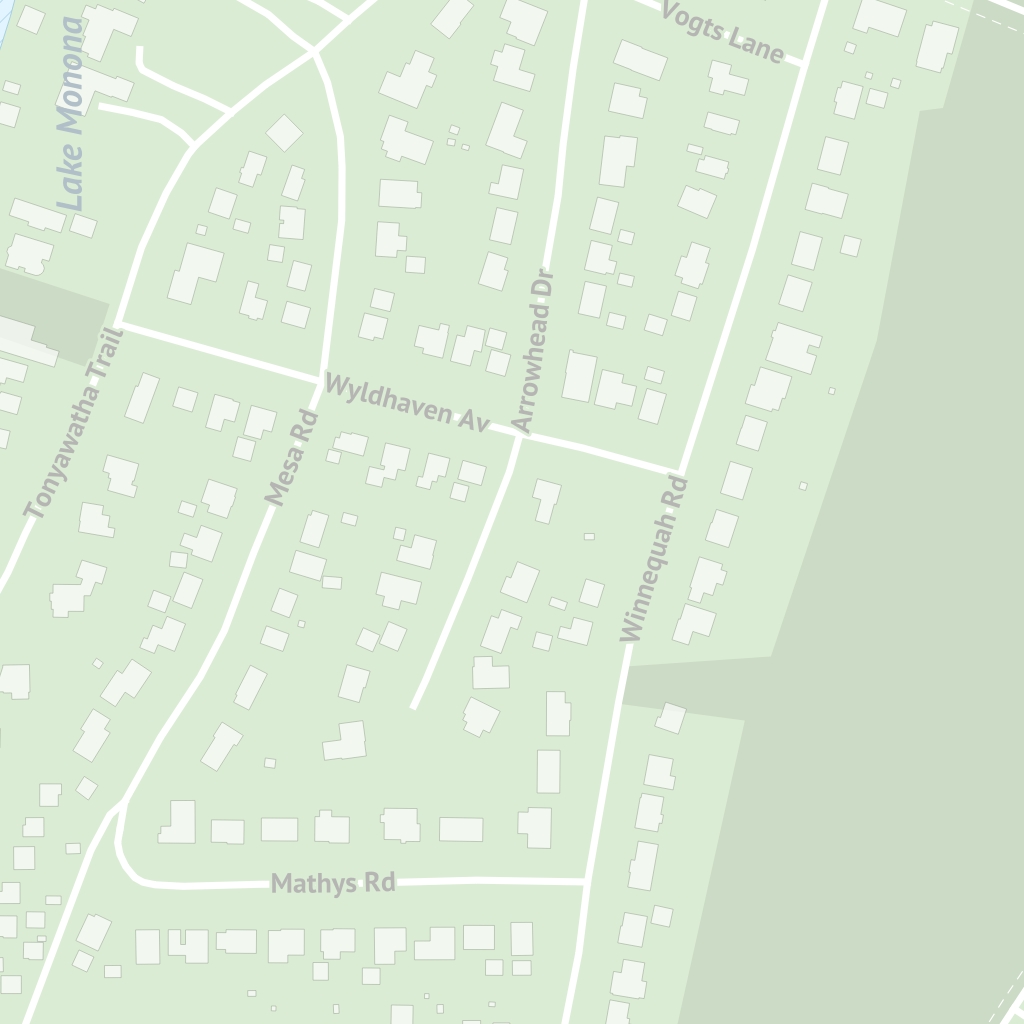 Vogts Lane
Lake Monona
Arrowhead Dr
Tonyawatha Trail
Wyldhaven Av
Mesa Rd
Winnequah Rd
Mathys Rd